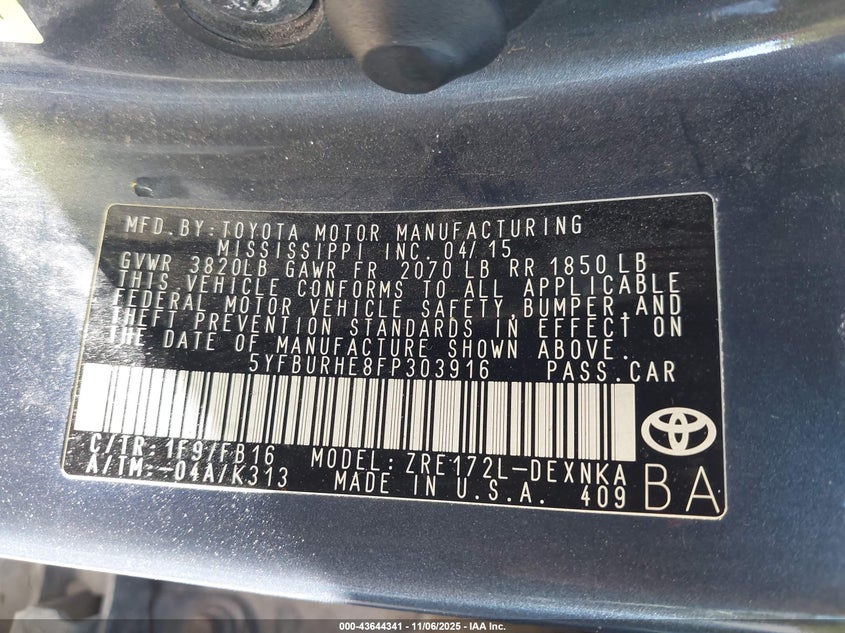 MFD.BY:TOYOTA MOTOR MANUFACTURING
MISSISSIPPI INC. 04/15
GVWR 3820LB GAWR FR 2070LB RR 1850LB
THIS VEHICLE CONFORMS TO ALL APPLICABLE
FEDERAL MOTOR VEHICLE SAFETY,BUMPER,AND
THEFT PREVENTION STANDARDS IN EFFECT ON
THE DATE OF MANUFACTURE SHOWN ABOVE.
5YFBURHE8FP303916 PASS.CAR
C/TR: 1F9/FB16 MODEL: ZRE172L-DEXNKA
A/TM:-04A/K313 MADE IN U.S.A. 409
BA
000-43644341 - 11/06/2025 - IAA Inc.